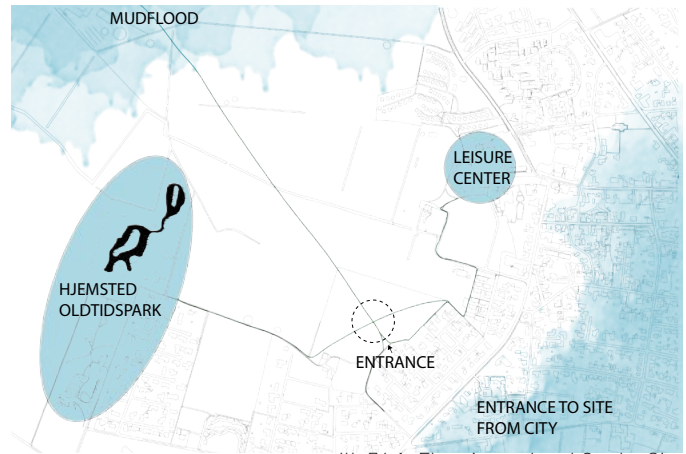 MUDFLOOD
LEISURE
CENTER
HJEMSTED
OLDTIDSPARK
ENTRANCE
ENTRANCE TO SITE
FROM CITY